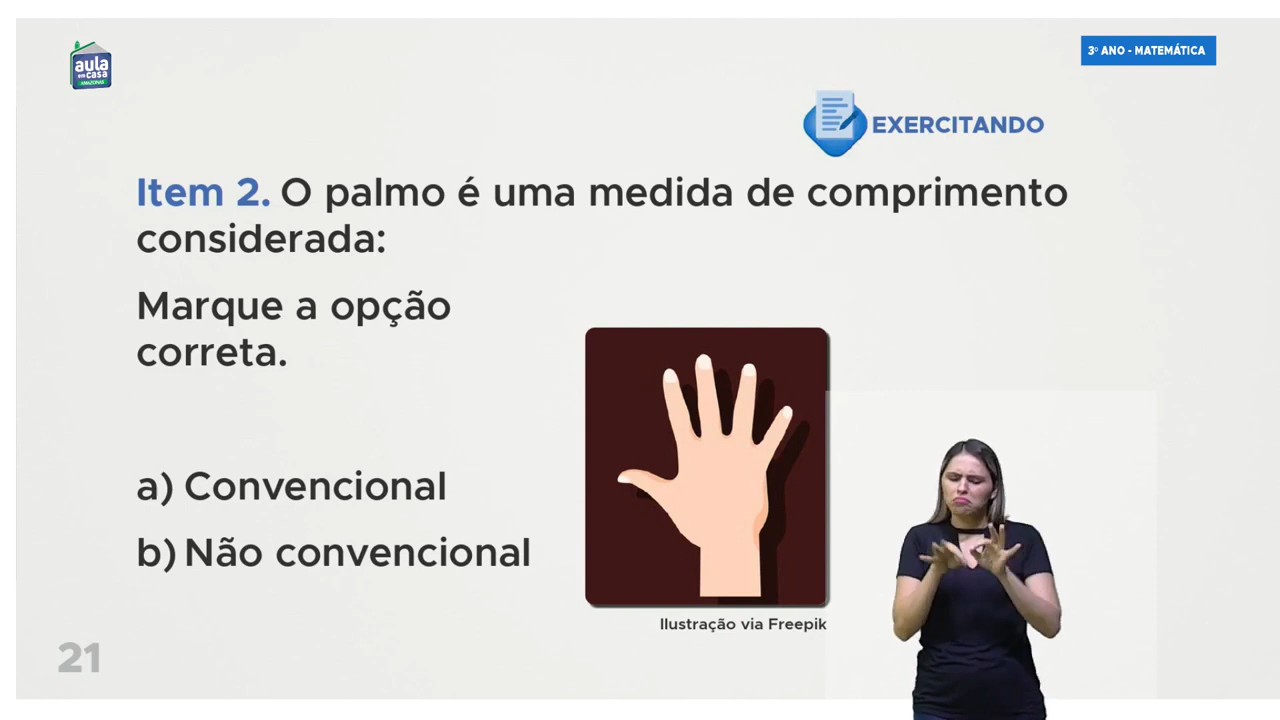 aula
em casa
AMAZONAS
3º ANO - MATEMÁTICA
EXERCITANDO
Item 2. O palmo é uma medida de comprimento
considerada:
Marque a opção
correta.
a) Convencional
b) Não convencional
Ilustração via Freepik
21